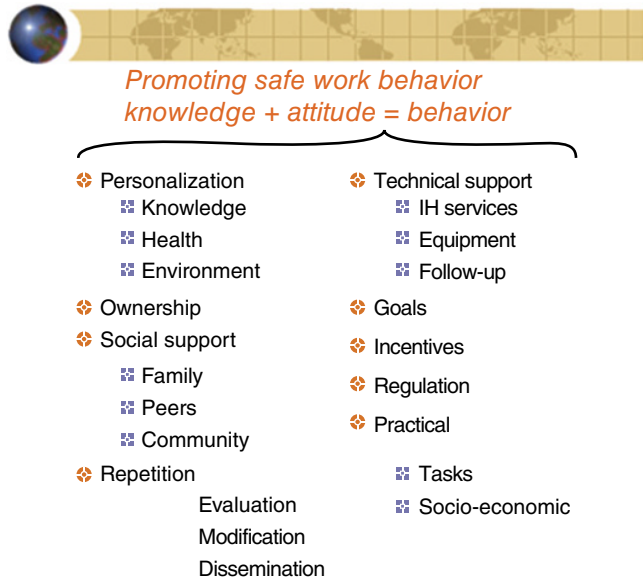 Promoting safe work behavior
knowledge + attitude = behavior
Personalization
Knowledge
Health
Environment
Ownership
Social support
Family
Peers
Community
Repetition
Evaluation
Modification
Dissemination
Technical support
IH services
Equipment
Follow-up
Goals
Incentives
Regulation
Practical
Tasks
Socio-economic